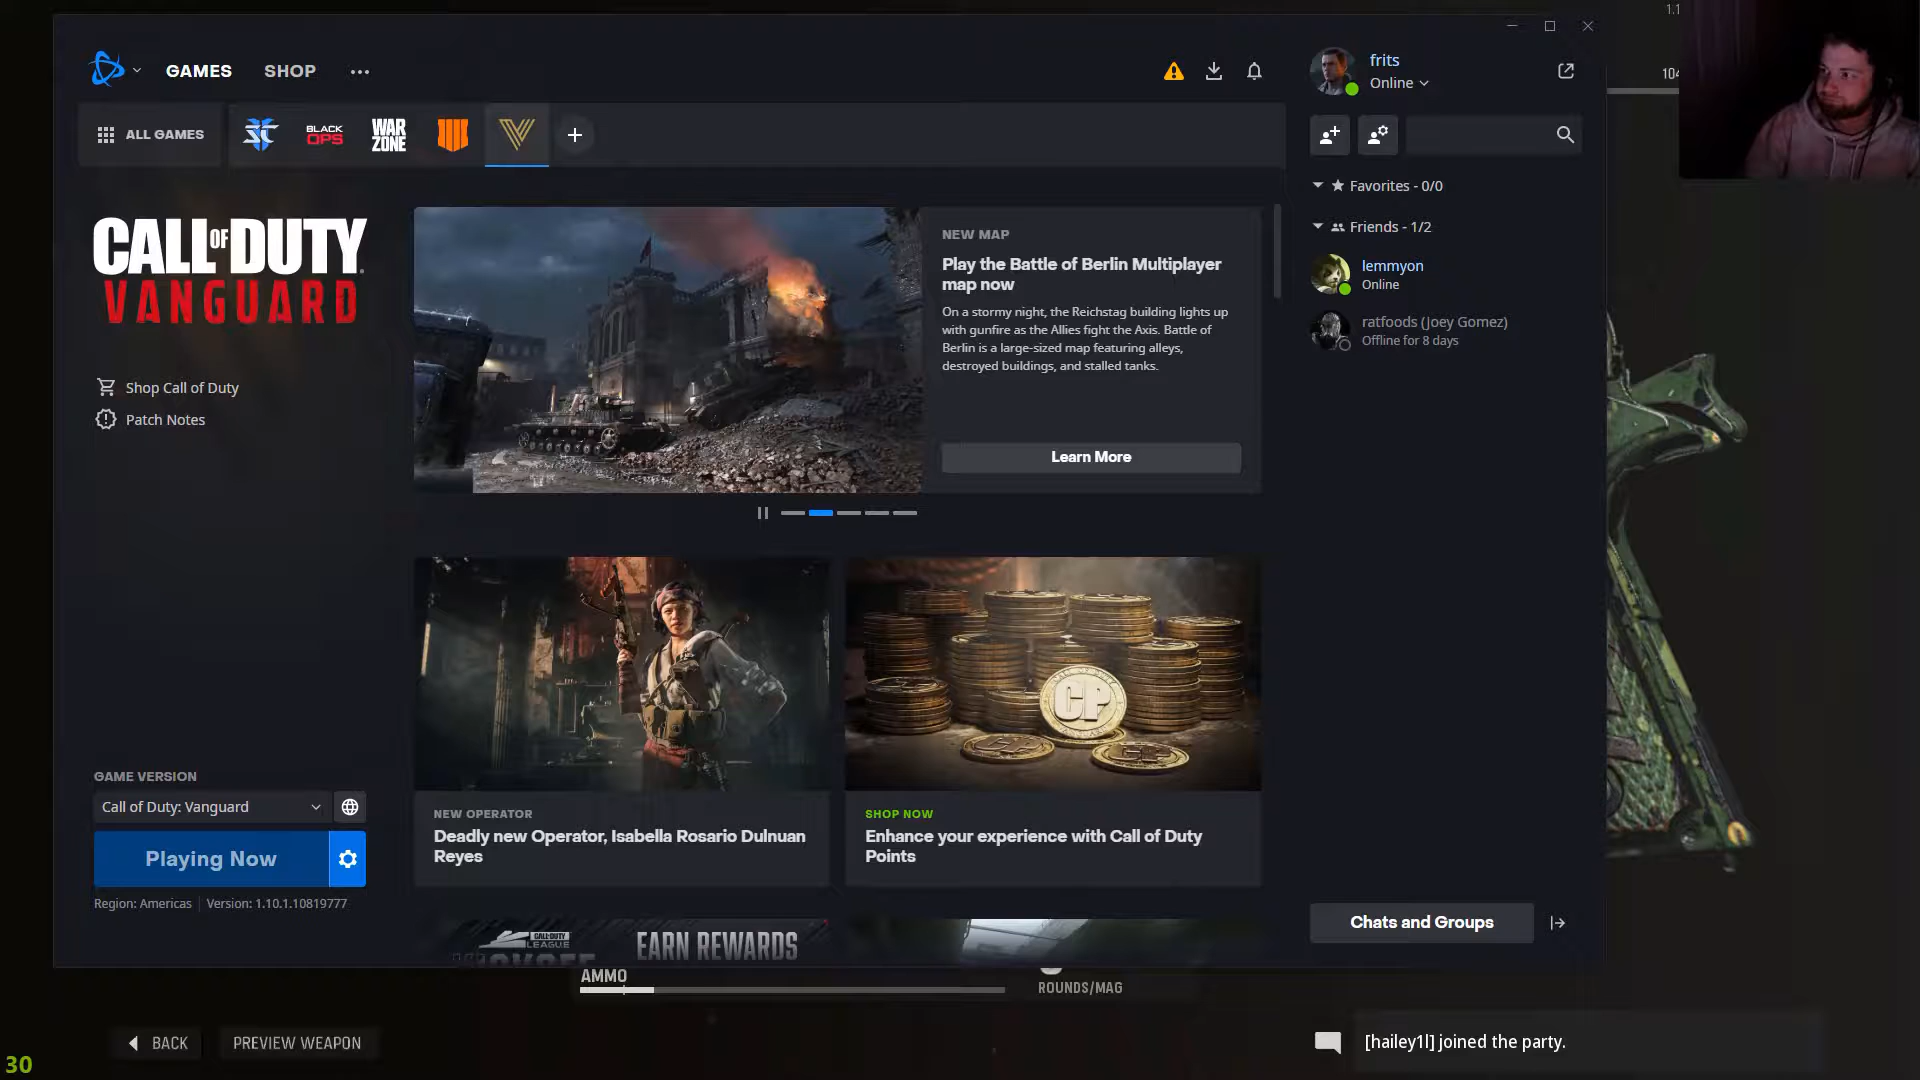 GAMES
SHOP
frits
Online
ALL GAMES
BLACK
OPS
WAR
ZONE
CALL OF DUTY
VANGUARD
Shop Call of Duty
Patch Notes
NEW MAP
Play the Battle of Berlin Multiplayer
map now
On a stormy night, the Reichstag building lights up
with gunfire as the Allies fight the Axis. Battle of
Berlin is a large-sized map featuring alleys,
destroyed buildings, and stalled tanks.
Learn More
Favorites - 0/0
Friends - 1/2
lemmyon
Online
ratfoods (Joey Gomez)
Offline for 8 days
CP
NEW OPERATOR
Deadly new Operator, Isabella Rosario Dulnuan
Reyes
SHOP NOW
Enhance your experience with Call of Duty
Points
GAME VERSION
Call of Duty: Vanguard
Playing Now
Region: Americas
Version: 1.10.1.10819777
CALL OF DUTY
LEAGUE
EARN REWARDS
Chats and Groups
AMMO
ROUNDS/MAG
BACK
PREVIEW WEAPON
[hailey1l] joined the party.
30